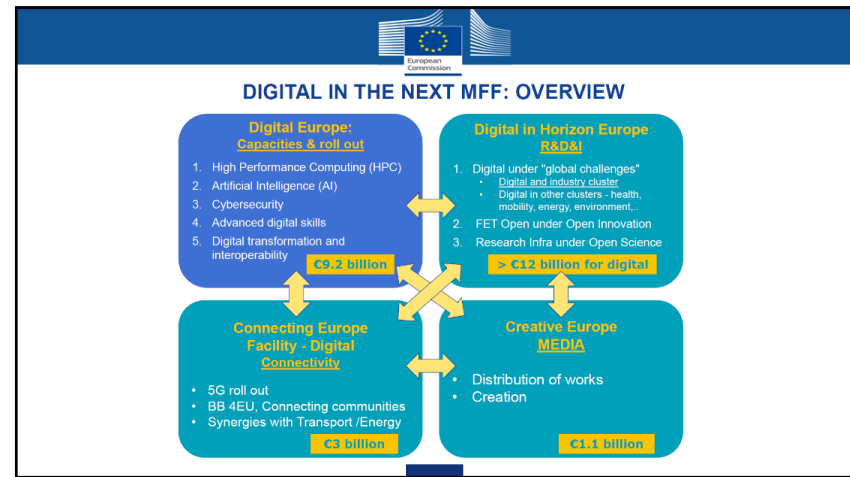 European
Commission
DIGITAL IN THE NEXT MFF: OVERVIEW
Digital Europe:
Capacities & roll out
1. High Performance Computing (HPC)
2. Artificial Intelligence (AI)
3. Cybersecurity
4. Advanced digital skills
5. Digital transformation and
interoperability
€9.2 billion
Digital in Horizon Europe
R&D&I
1. Digital under "global challenges"
• Digital and industry cluster
• Digital in other clusters - health,
mobility, energy, environment,..
2. FET Open under Open Innovation
3. Research Infra under Open Science
> €12 billion for digital
Connecting Europe
Facility - Digital
Connectivity
• 5G roll out
• BB 4EU, Connecting communities
• Synergies with Transport /Energy
€3 billion
Creative Europe
MEDIA
• Distribution of works
• Creation
€1.1 billion